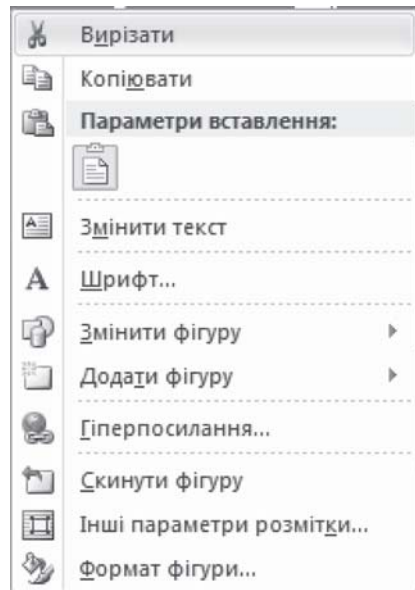 Вирізати
Копіювати
Параметри вставлення:
Змінити текст
Шрифт...
Змінити фігуру
Додати фігуру
Гіперпосилання...
Скинути фігуру
Інші параметри розмітки...
Формат фігури...